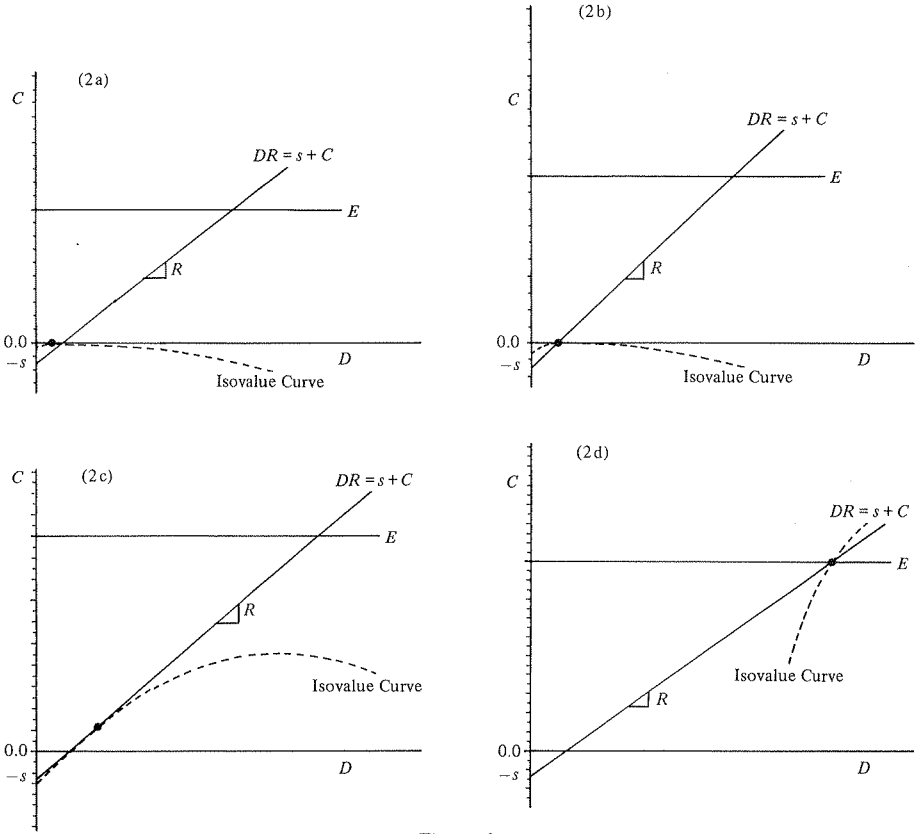 (2a)
C
DR = s + C
E
R
0.0
−s
D
Isovalue Curve
(2b)
C
DR = s + C
E
R
0.0
−s
D
Isovalue Curve
(2c)
C
DR = s + C
E
R
Isovalue Curve
0.0
−s
D
(2d)
C
DR = s + C
E
Isovalue Curve
R
0.0
−s
D